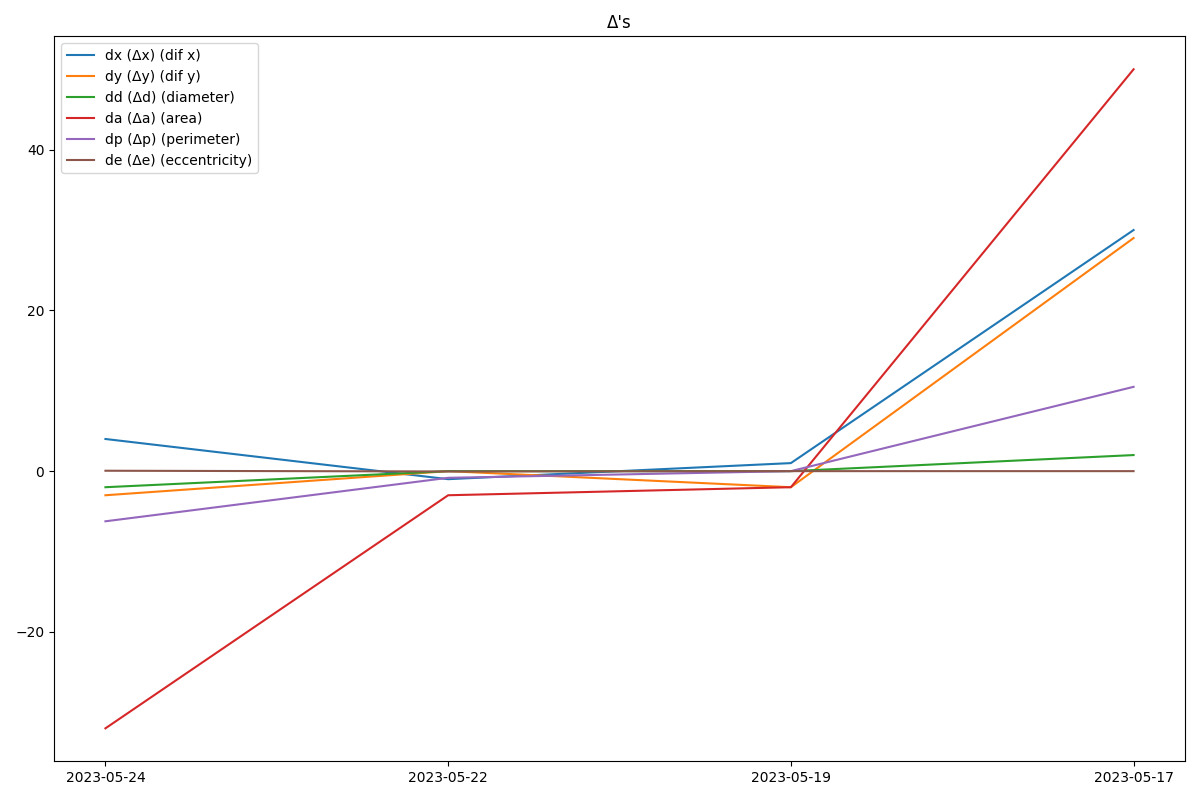 Δ's
dx (Δx) (dif x)
dy (Δy) (dif y)
dd (Δd) (diameter)
da (Δa) (area)
dp (Δp) (perimeter)
de (Δe) (eccentricity)
40
20
0
−20
2023-05-24
2023-05-22
2023-05-19
2023-05-17